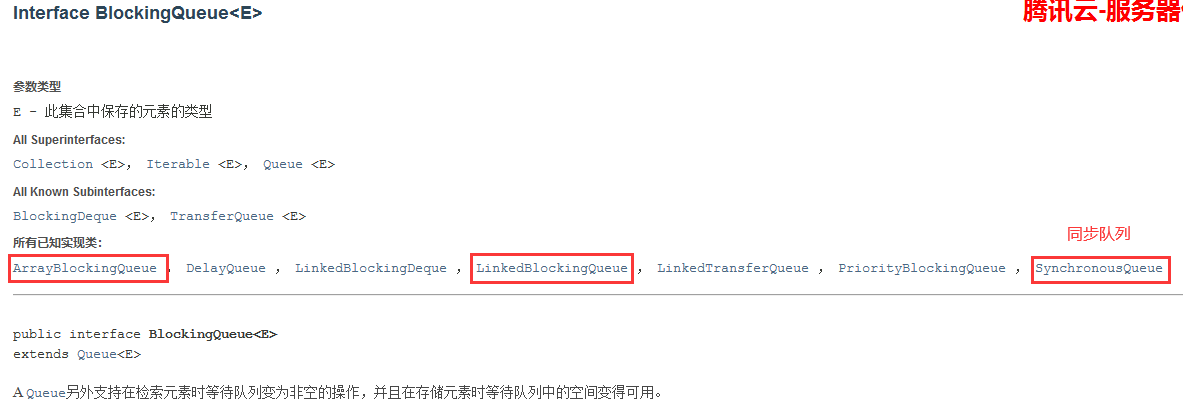 Interface BlockingQueue<E>
腾讯云-服务器
参数类型
E - 此集合中保存的元素的类型
All Superinterfaces:
Collection <E>， Iterable <E>， Queue <E>
All Known Subinterfaces:
BlockingDeque <E>， TransferQueue <E>
同步队列
所有已知实现类：
ArrayBlockingQueue ， DelayQueue ， LinkedBlockingDeque ， LinkedBlockingQueue ， LinkedTransferQueue ， PriorityBlockingQueue ， SynchronousQueue
public interface BlockingQueue<E>
extends Queue<E>
A Queue另外支持在检索元素时等待队列变为非空的操作，并且在存储元素时等待队列中的空间变得可用。